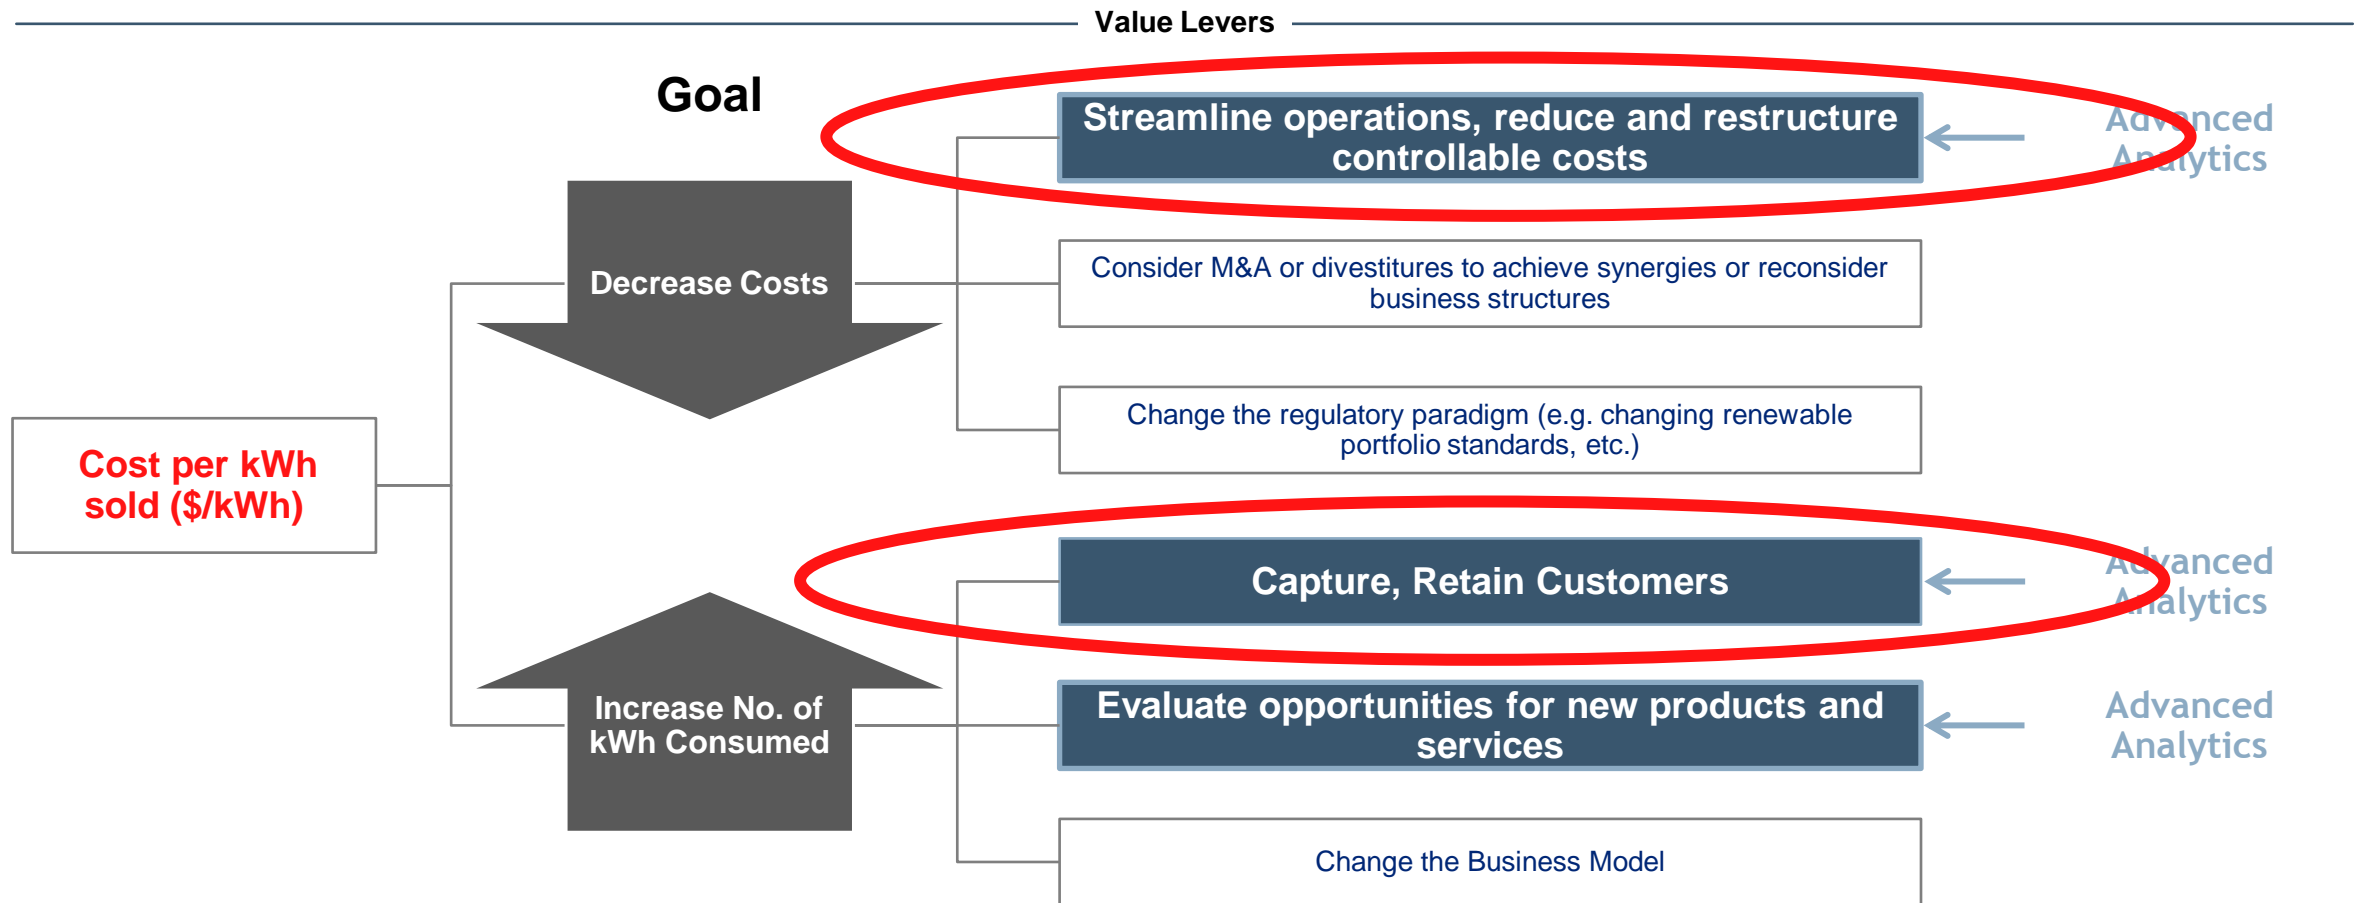 Value Levers
Goal
Streamline operations, reduce and restructure
controllable costs
Advanced
Analytics
Decrease Costs
Consider M&A or divestitures to achieve synergies or reconsider
business structures
Change the regulatory paradigm (e.g. changing renewable
portfolio standards, etc.)
Cost per kWh
sold ($/kWh)
Capture, Retain Customers
Advanced
Analytics
Increase No. of
kWh Consumed
Evaluate opportunities for new products and
services
Advanced
Analytics
Change the Business Model